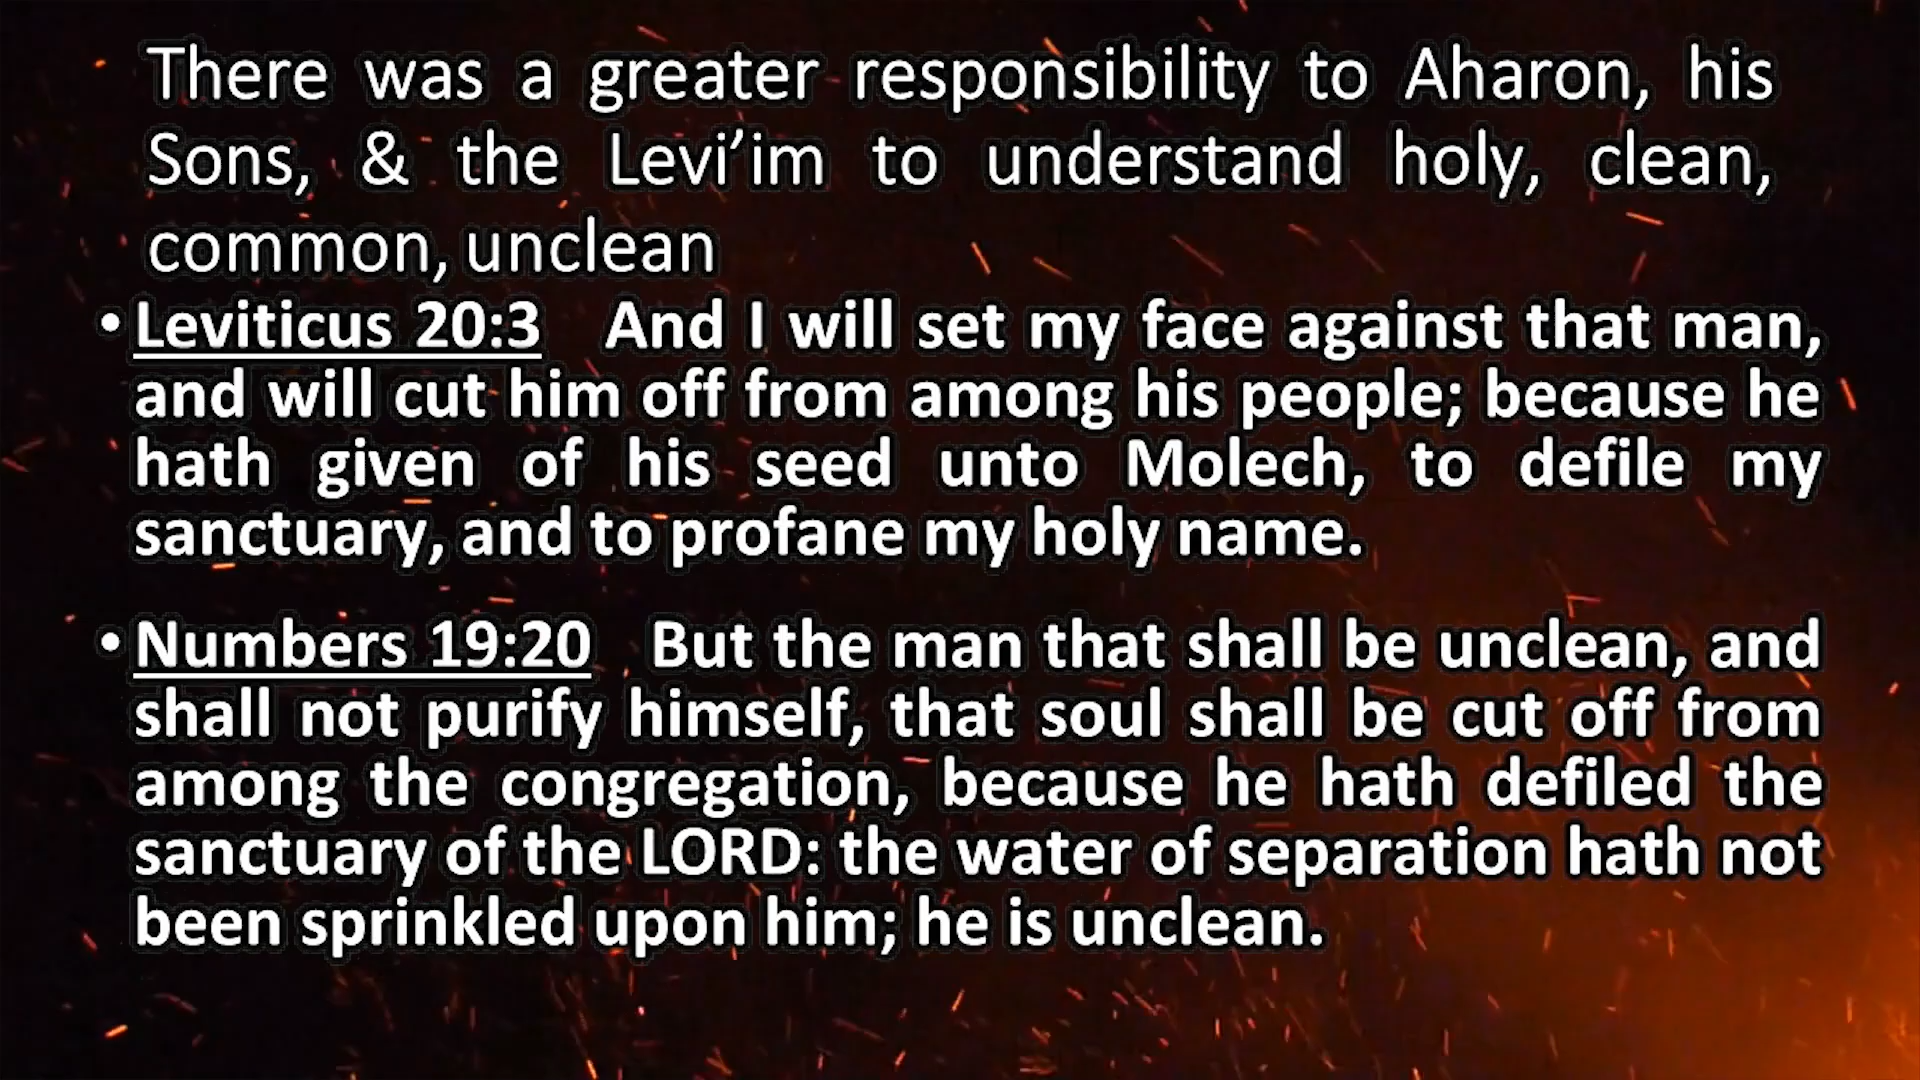 There was a greater responsibility to Aharon, his
Sons, & the Levi’im to understand holy, clean,
common, unclean
• Leviticus 20:3 And I will set my face against that man,
and will cut him off from among his people; because he
hath given of his seed unto Molech, to defile my
sanctuary, and to profane my holy name.
• Numbers 19:20 But the man that shall be unclean, and
shall not purify himself, that soul shall be cut off from
among the congregation, because he hath defiled the
sanctuary of the LORD: the water of separation hath not
been sprinkled upon him; he is unclean.